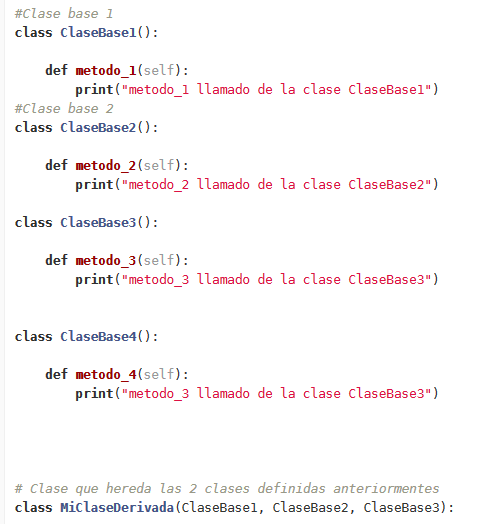 #Clase base 1
class ClaseBase1():
    def metodo_1(self):
        print("metodo_1 llamado de la clase ClaseBase1")
#Clase base 2
class ClaseBase2():
    def metodo_2(self):
        print("metodo_2 llamado de la clase ClaseBase2")
class ClaseBase3():
    def metodo_3(self):
        print("metodo_3 llamado de la clase ClaseBase3")
class ClaseBase4():
    def metodo_4(self):
        print("metodo_3 llamado de la clase ClaseBase3")
# Clase que hereda las 2 clases definidas anteriormentes
class MiClaseDerivada(ClaseBase1, ClaseBase2, ClaseBase3):